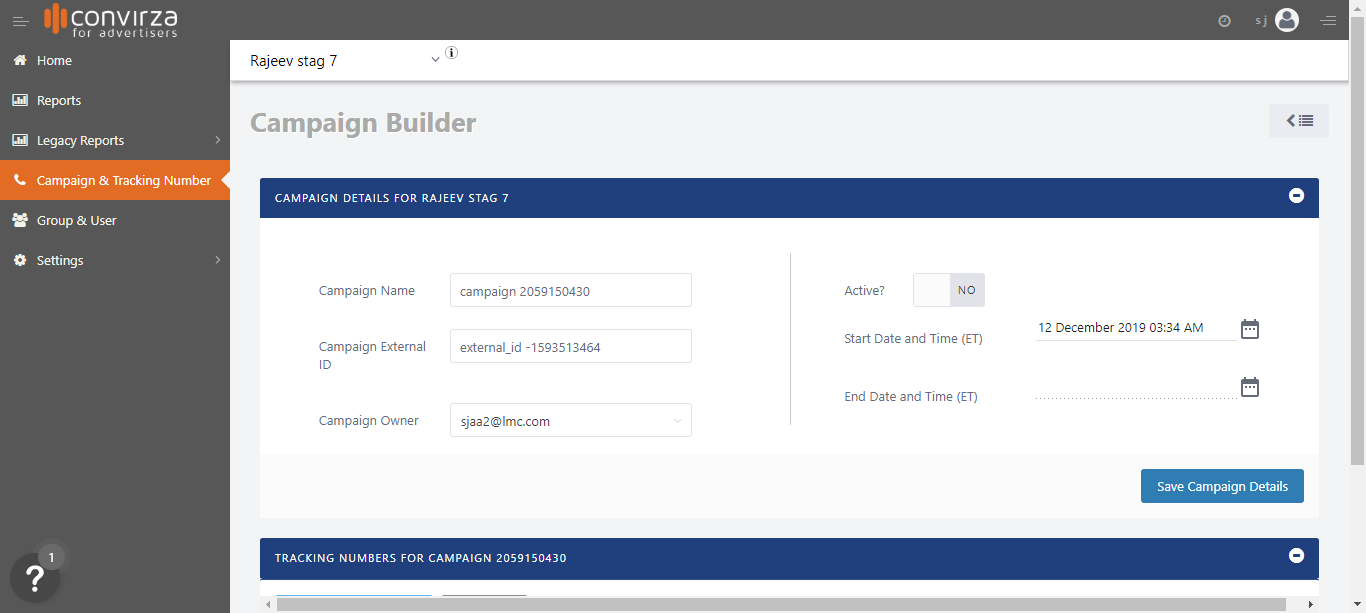 convirza
for advertisers
sj
Home
Reports
Legacy Reports
Campaign & Tracking Number
Group & User
Settings
1
?
Rajeev stag 7
Campaign Builder
CAMPAIGN DETAILS FOR RAJEEV STAG 7
Campaign Name
campaign 2059150430
Campaign External
ID
external_id -1593513464
Campaign Owner
sjaa2@lmc.com
Active?
NO
Start Date and Time (ET)
12 December 2019 03:34 AM
End Date and Time (ET)
Save Campaign Details
TRACKING NUMBERS FOR CAMPAIGN 2059150430